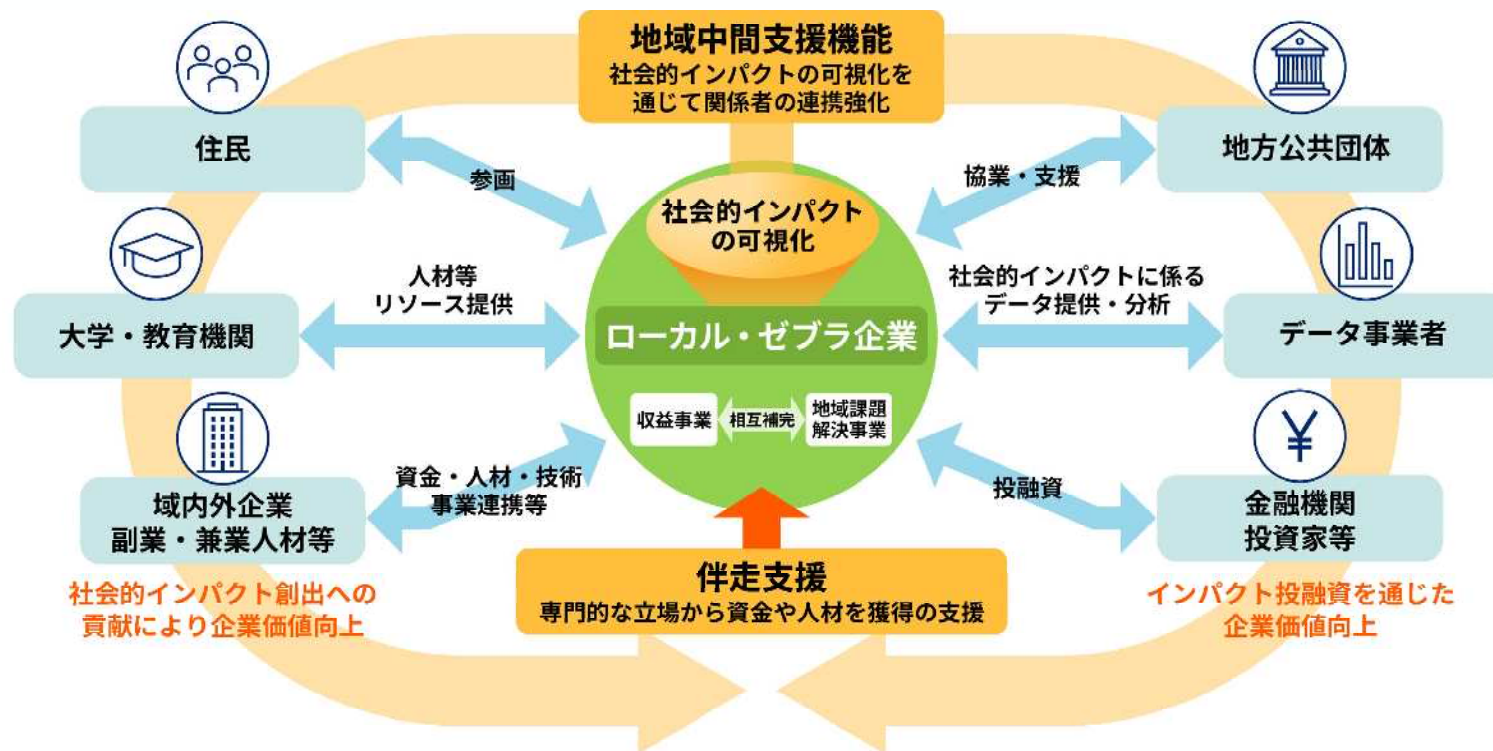 地域中間支援機能
社会的インパクトの可視化を
通じて関係者の連携強化
住民
地方公共団体
参画
協業・支援
社会的インパクト
の可視化
大学・教育機関
人材等
リソース提供
ローカル・ゼブラ企業
社会的インパクトに係る
データ提供・分析
データ事業者
収益事業
相互補完
地域課題
解決事業
域内外企業
副業・兼業人材等
資金・人材・技術
事業連携等
投融資
金融機関
投資家等
社会的インパクト創出への
貢献により企業価値向上
伴走支援
専門的な立場から資金や人材を獲得の支援
インパクト投融資を通じた
企業価値向上